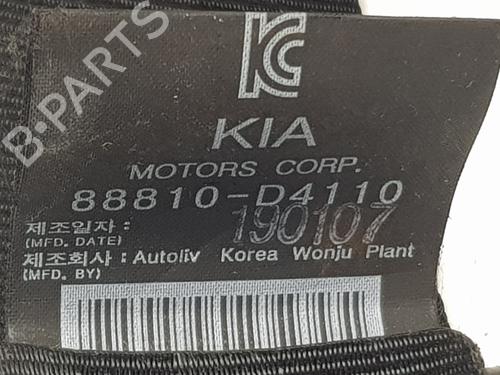 KC
KIA
MOTORS CORP.
88810-D4110
제조일자 : 190107
(MFD. DATE)
제조회사 : Autoliv Korea Wonju Plant
(MFD. BY)
B-PARTS